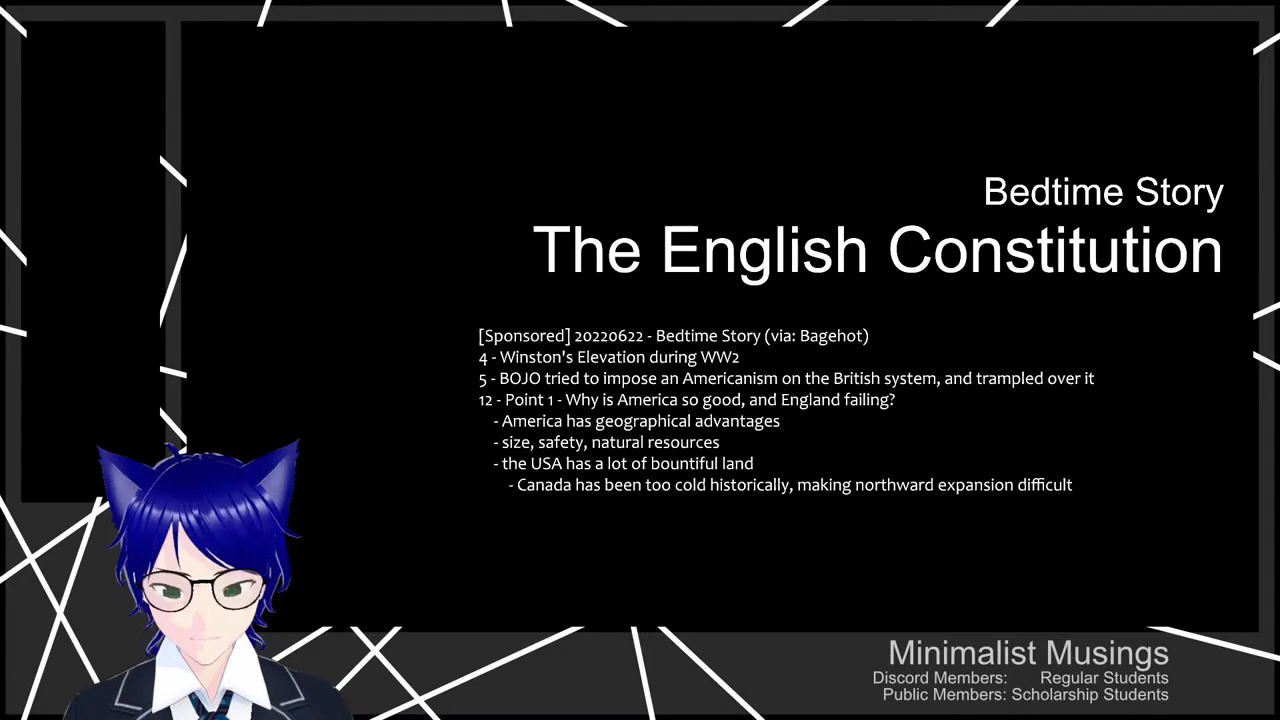 Bedtime Story
The English Constitution
[Sponsored] 20220622 - Bedtime Story (via: Bagehot)
4 - Winston's Elevation during WW2
5 - BOJO tried to impose an Americanism on the British system, and trampled over it
12 - Point 1 - Why is America so good, and England failing?
- America has geographical advantages
- size, safety, natural resources
- the USA has a lot of bountiful land
- Canada has been too cold historically, making northward expansion difficult
Minimalist Musings
Discord Members: Regular Students
Public Members: Scholarship Students